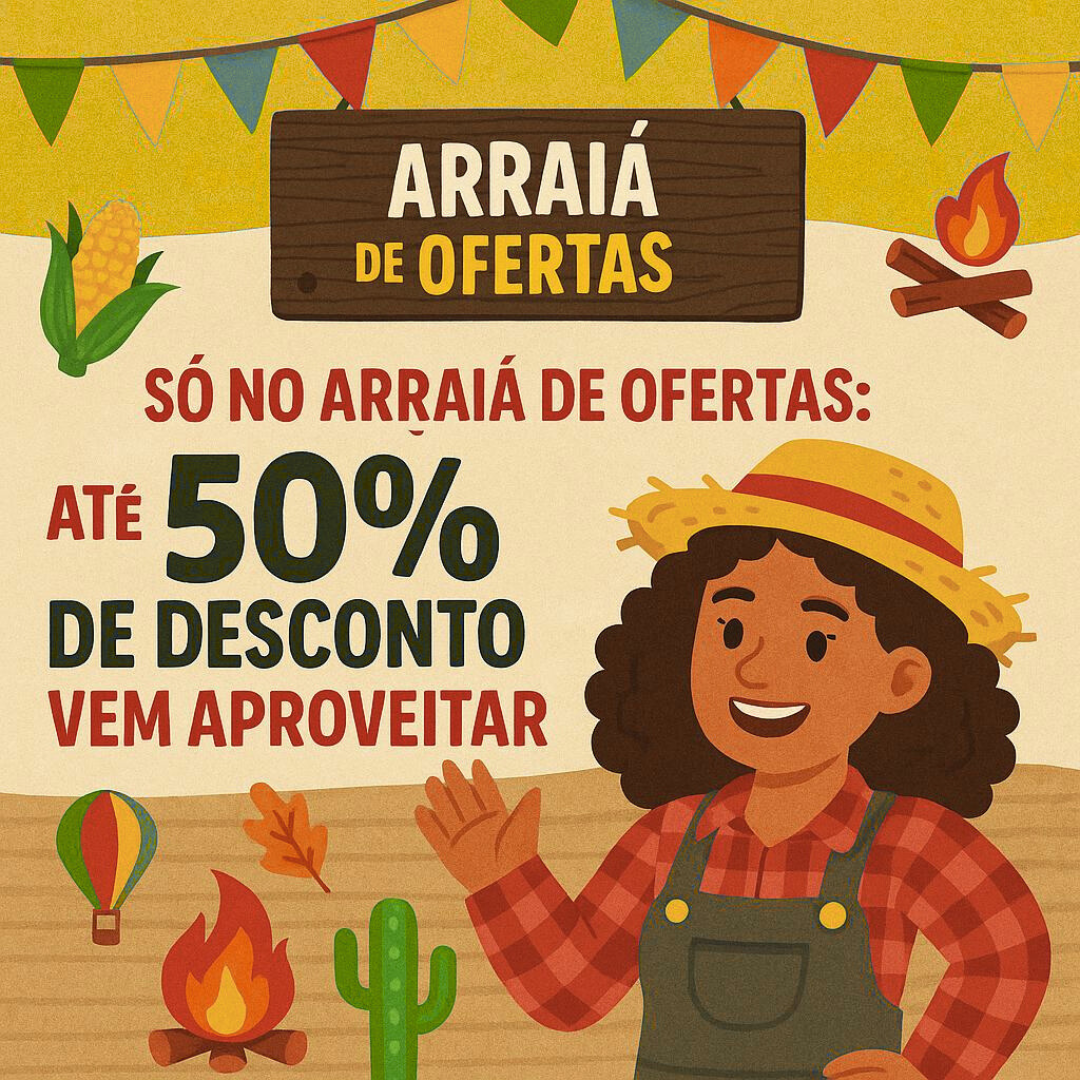 ARRAIÁ
DE OFERTAS
SÓ NO ARRAIÁ DE OFERTAS:
ATÉ 50%
DE DESCONTO
VEM APROVEITAR